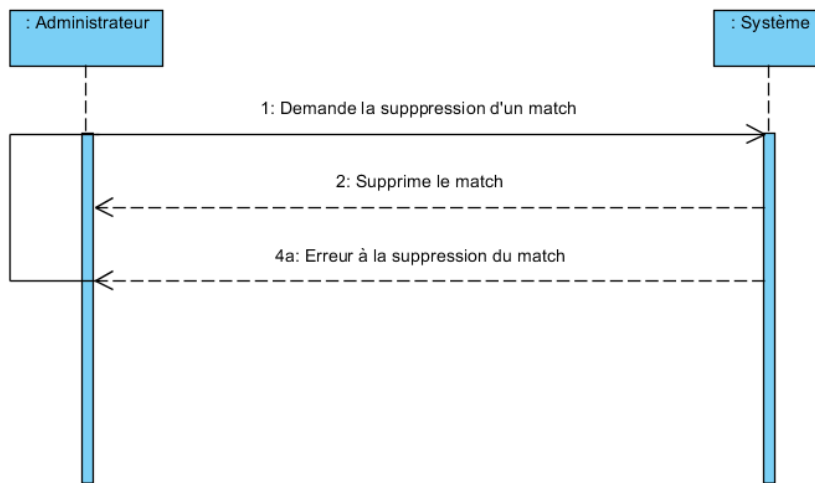 : Administrateur
: Système
1: Demande la supppression d'un match
2: Supprime le match
4a: Erreur à la suppression du match